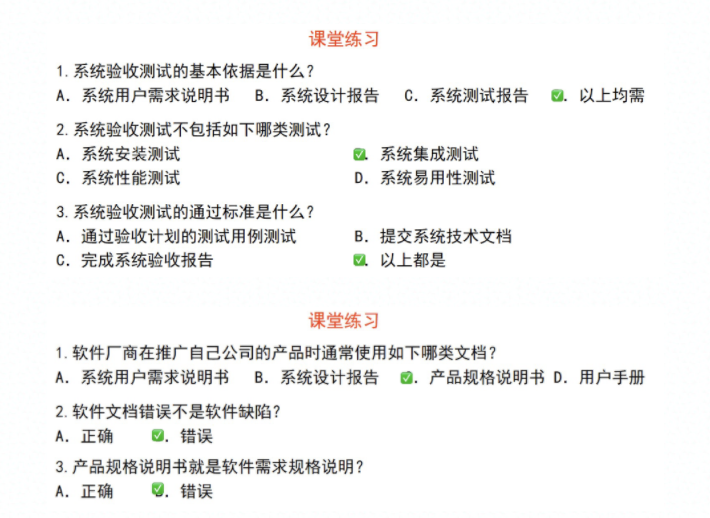 课堂练习
1. 系统验收测试的基本依据是什么？
A. 系统用户需求说明书 B. 系统设计报告 C. 系统测试报告 ✅. 以上均需
2. 系统验收测试不包括如下哪类测试？
A. 系统安装测试 ✅. 系统集成测试
C. 系统性能测试 D. 系统易用性测试
3. 系统验收测试的通过标准是什么？
A. 通过验收计划的测试用例测试 B. 提交系统技术文档
C. 完成系统验收报告 ✅. 以上都是
课堂练习
1. 软件厂商在推广自己公司的产品时通常使用如下哪类文档？
A. 系统用户需求说明书 B. 系统设计报告 ✅. 产品规格说明书 D. 用户手册
2. 软件文档错误不是软件缺陷？
A. 正确 ✅. 错误
3. 产品规格说明书就是软件需求规格说明？
A. 正确 ✅. 错误